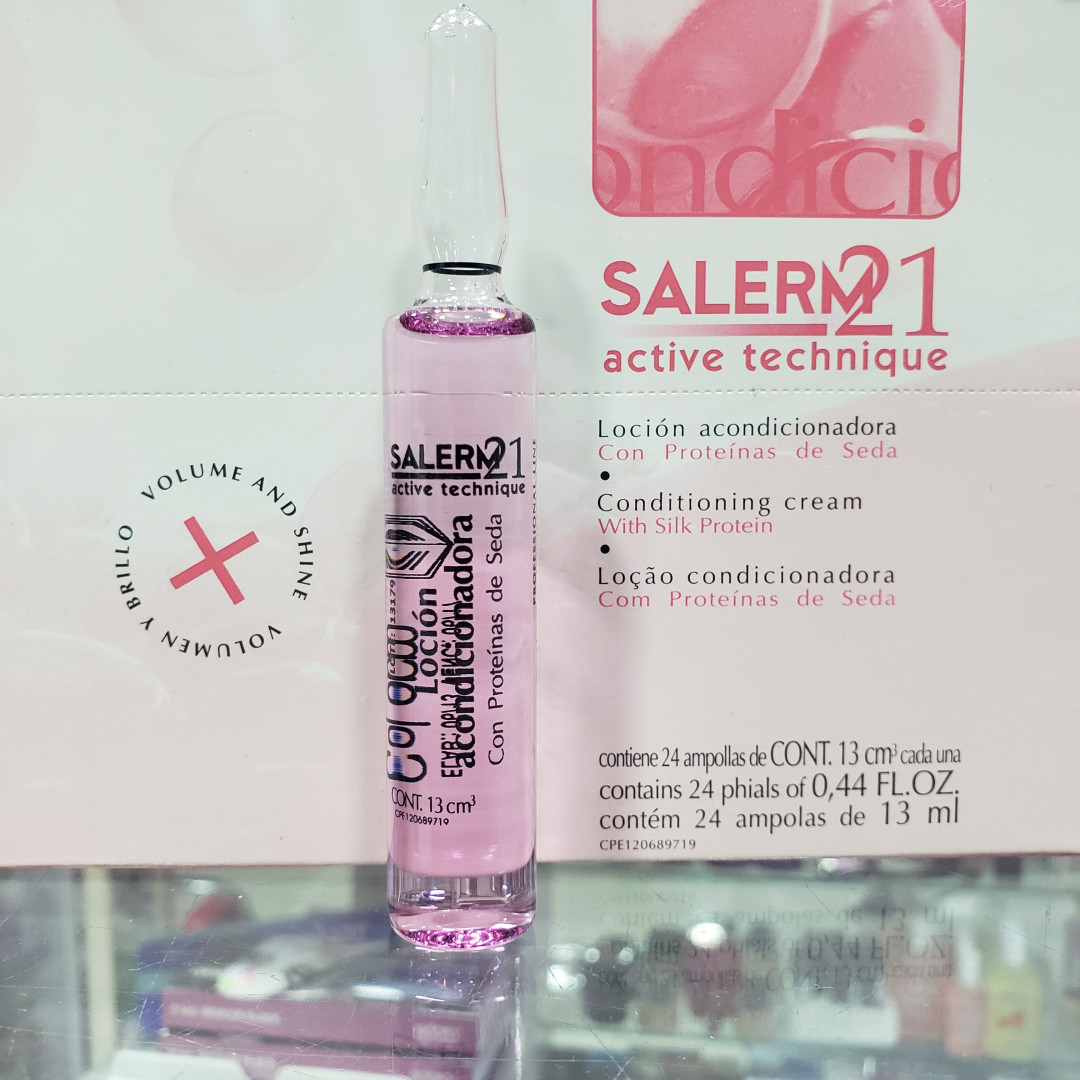 ondicio
SALERM21
active technique
Loción acondicionadora
Con Proteínas de Seda
Conditioning cream
With Silk Protein
Loção condicionadora
Com Proteínas de Seda
contiene 24 ampollas de CONT. 13 cm³ cada una
contains 24 phials of 0,44 FL.OZ.
contém 24 ampolas de 13 ml
CPE120689719
VOLUME AND SHINE
VOLUMEN Y BRILLO
SALERM21
active technique
Loción
acondicionadora
Con Proteínas de Seda
PROFESSIONAL LINE
CONT. 13 cm³
CPE120689719